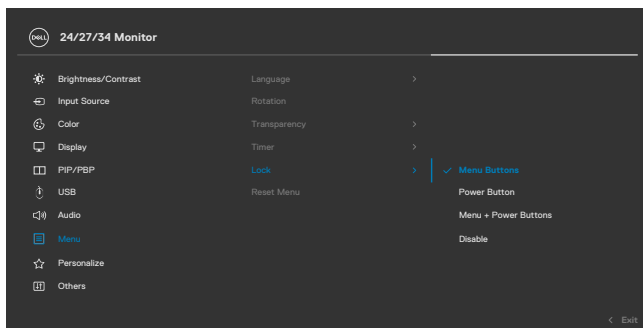 DELL 24/27/34 Monitor
Brightness/Contrast Language >
Input Source Rotation
Color Transparency >
Display Timer >
PIP/PBP Lock > ✓ Menu Buttons
USB Reset Menu Power Button
Audio Menu + Power Buttons
Menu Disable
Personalize
Others
< Exit